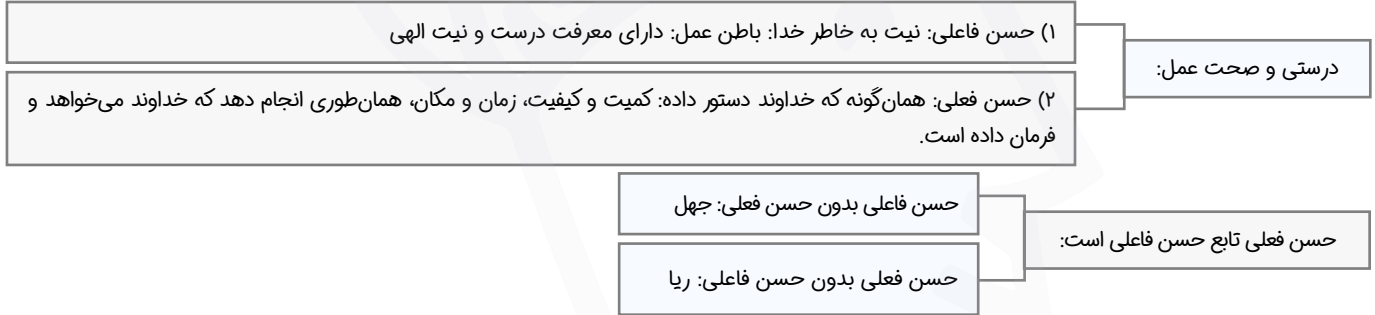 درستی و صحت عمل:
۱) حسن فاعلی: نیت به خاطر خدا: باطن عمل: دارای معرفت درست و نیت الهی
۲) حسن فعلی: همان‌گونه که خداوند دستور داده: کمیت و کیفیت، زمان و مکان، همان‌طوری انجام دهد که خداوند می‌خواهد و
فرمان داده است.
حسن فعلی تابع حسن فاعلی است:
حسن فاعلی بدون حسن فعلی: جهل
حسن فعلی بدون حسن فاعلی: ریا